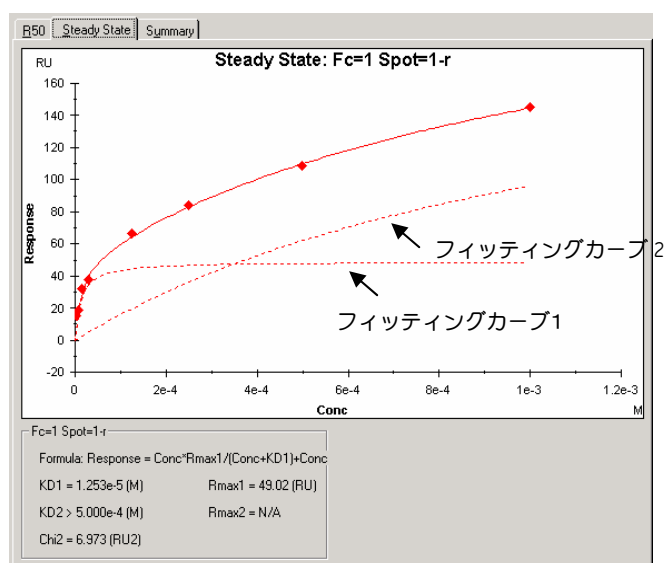 R50 Steady State Summary
Steady State: Fc=1 Spot=1-r
RU
160
140
120
100
80
60
40
20
0
-20
Response
フィッティングカーブ 2
フィッティングカーブ1
0 2e-4 4e-4 6e-4 8e-4 1e-3 1.2e-3
Conc
M
Fc=1 Spot=1-r
Formula: Response = Conc*Rmax1/(Conc+KD1)+Conc
KD1 = 1.253e-5 (M) Rmax1 = 49.02 (RU)
KD2 > 5.000e-4 (M) Rmax2 = N/A
Chi2 = 6.973 (RU2)